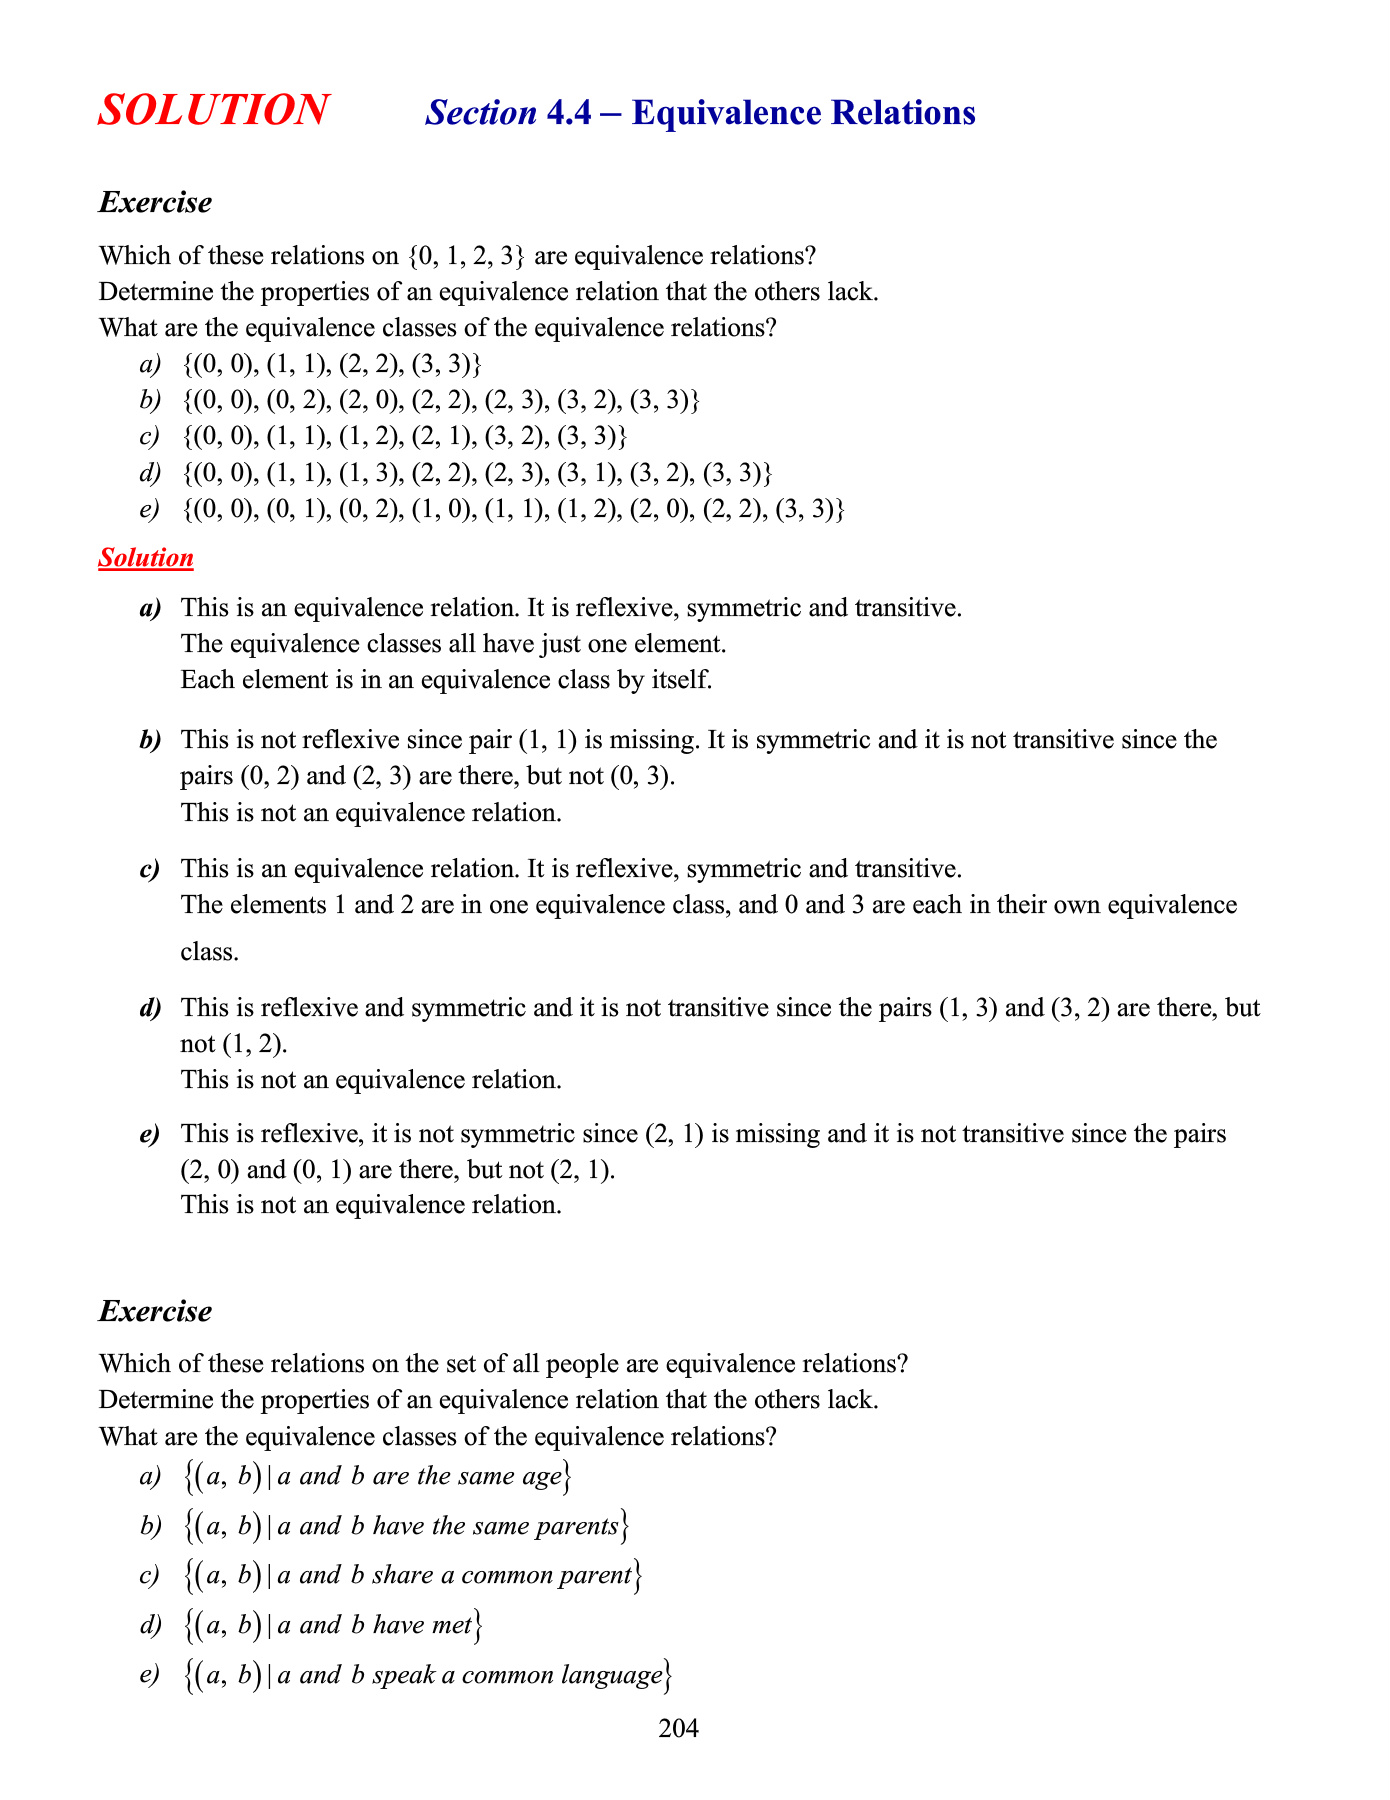 SOLUTION Section 4.4 – Equivalence Relations
Exercise
Which of these relations on {0, 1, 2, 3} are equivalence relations?
Determine the properties of an equivalence relation that the others lack.
What are the equivalence classes of the equivalence relations?
a) {(0, 0), (1, 1), (2, 2), (3, 3)}
b) {(0, 0), (0, 2), (2, 0), (2, 2), (2, 3), (3, 2), (3, 3)}
c) {(0, 0), (1, 1), (1, 2), (2, 1), (3, 2), (3, 3)}
d) {(0, 0), (1, 1), (1, 3), (2, 2), (2, 3), (3, 1), (3, 2), (3, 3)}
e) {(0, 0), (0, 1), (0, 2), (1, 0), (1, 1), (1, 2), (2, 0), (2, 2), (3, 3)}
Solution
a) This is an equivalence relation. It is reflexive, symmetric and transitive.
The equivalence classes all have just one element.
Each element is in an equivalence class by itself.
b) This is not reflexive since pair (1, 1) is missing. It is symmetric and it is not transitive since the
pairs (0, 2) and (2, 3) are there, but not (0, 3).
This is not an equivalence relation.
c) This is an equivalence relation. It is reflexive, symmetric and transitive.
The elements 1 and 2 are in one equivalence class, and 0 and 3 are each in their own equivalence
class.
d) This is reflexive and symmetric and it is not transitive since the pairs (1, 3) and (3, 2) are there, but
not (1, 2).
This is not an equivalence relation.
e) This is reflexive, it is not symmetric since (2, 1) is missing and it is not transitive since the pairs
(2, 0) and (0, 1) are there, but not (2, 1).
This is not an equivalence relation.
Exercise
Which of these relations on the set of all people are equivalence relations?
Determine the properties of an equivalence relation that the others lack.
What are the equivalence classes of the equivalence relations?
a) {(a, b) | a and b are the same age}
b) {(a, b) | a and b have the same parents}
c) {(a, b) | a and b share a common parent}
d) {(a, b) | a and b have met}
e) {(a, b) | a and b speak a common language}
204